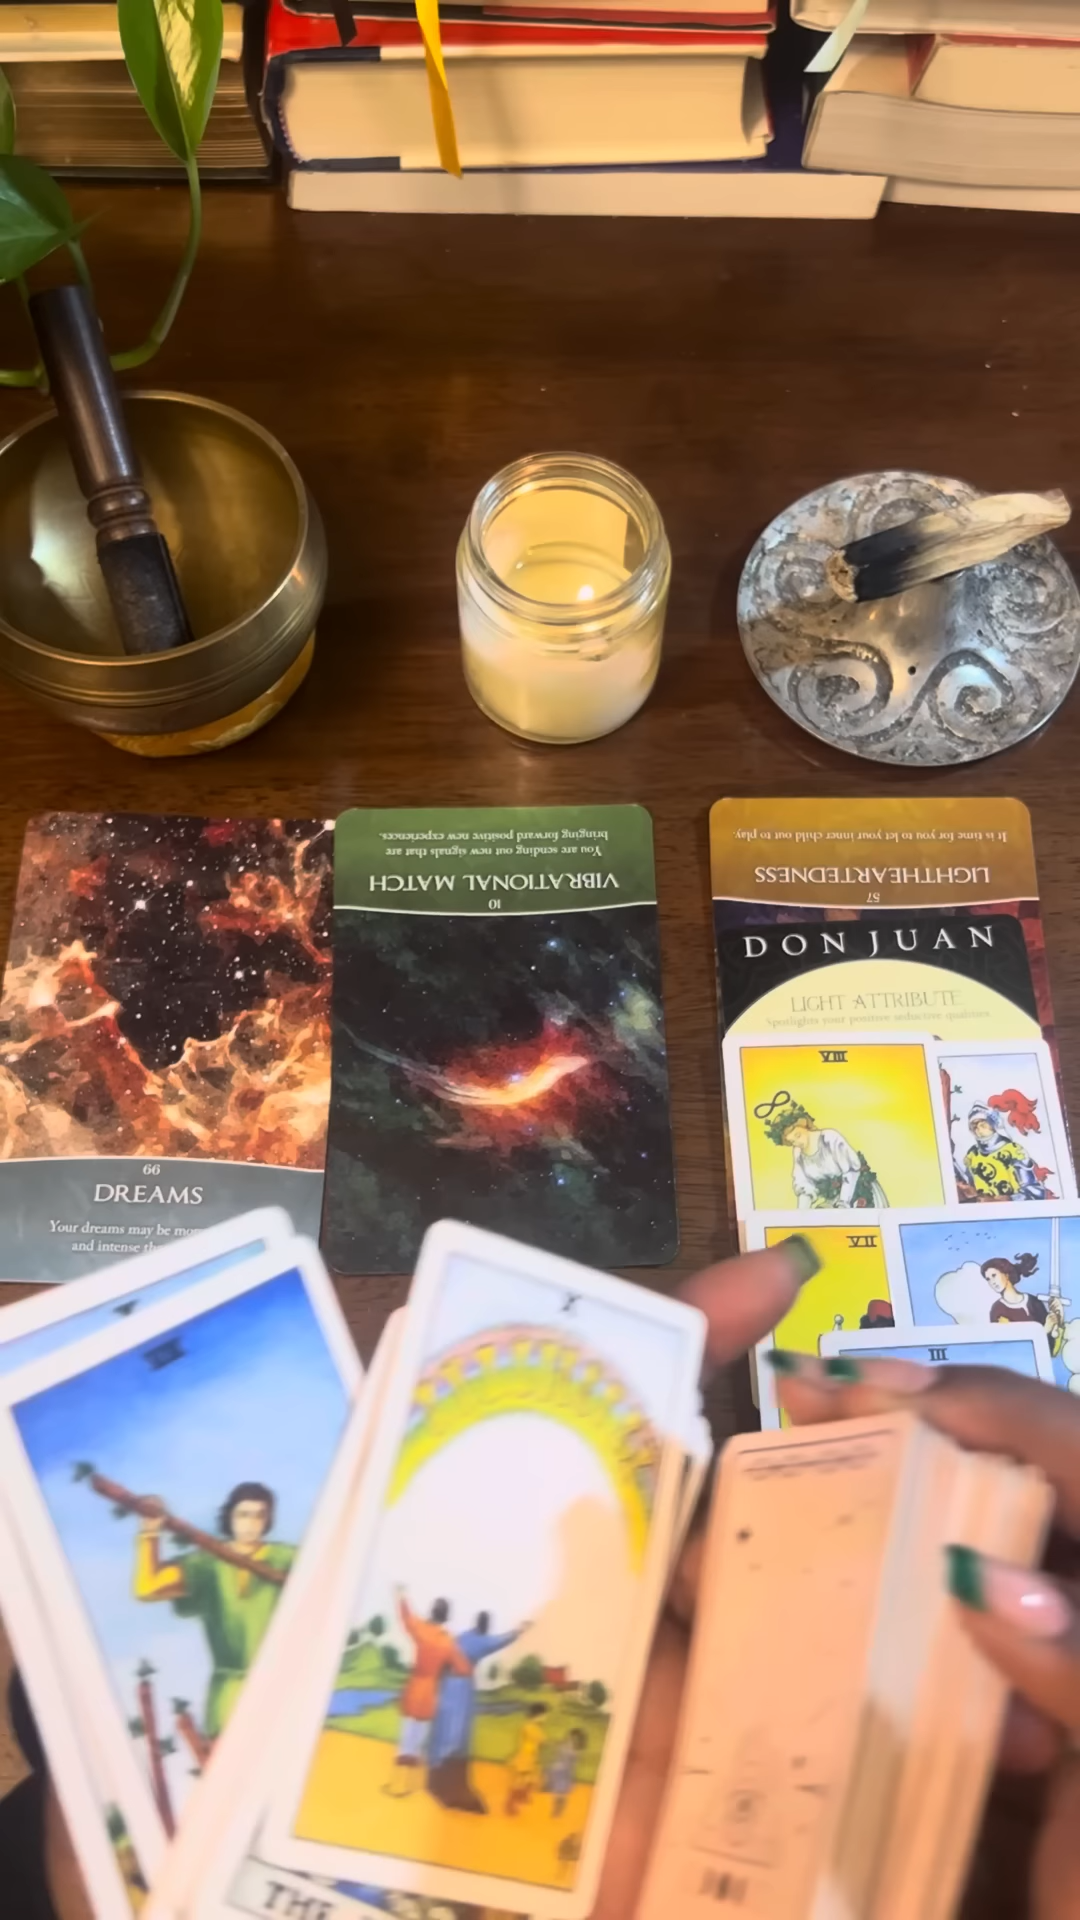 bringing forward positive new experiences.
You are sending out new signals that are
VIBRATIONAL MATCH
10
It is time for you to let your inner child out to play.
LIGHTHEARTEDNESS
57
DON JUAN
LIGHT ATTRIBUTE
Spotlights your positive seductive qualities.
VIII
66
DREAMS
Your dreams may be
and intense
VII
III
X
THE